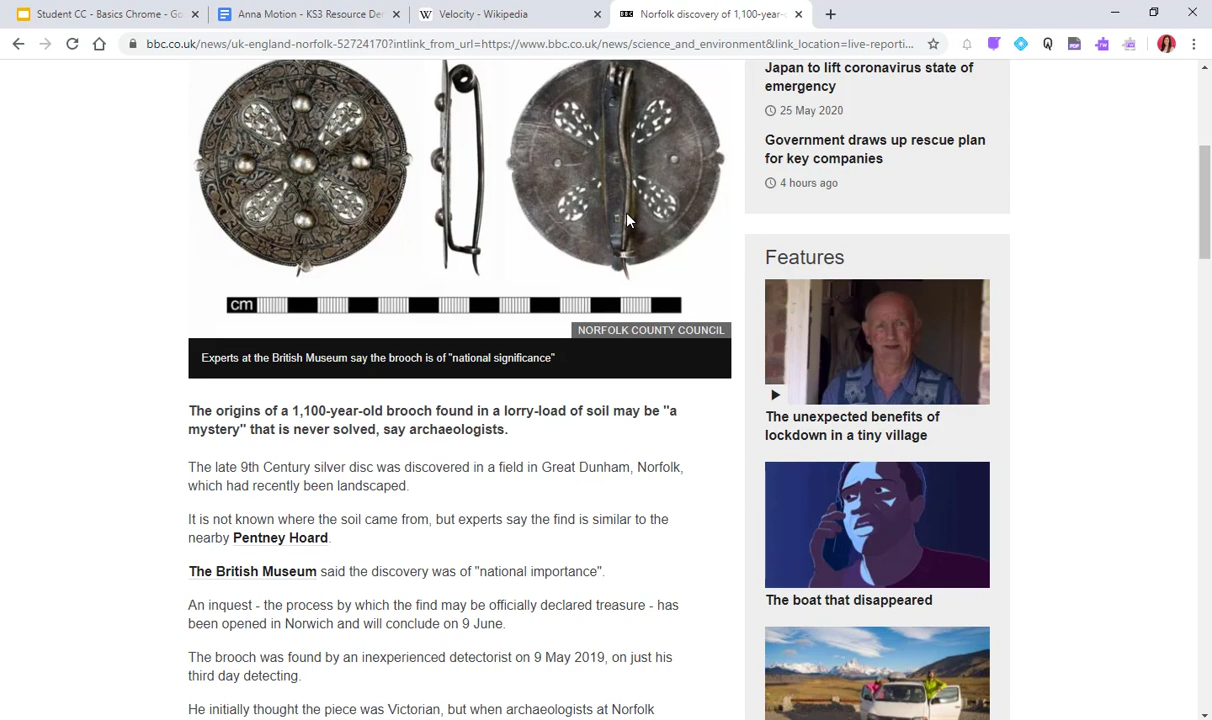 Student CC - Basics Chrome - Go
Anna Motion - KS3 Resource De
Velocity - Wikipedia
Norfolk discovery of 1,100-year-
bbc.co.uk/news/uk-england-norfolk-52724170?intlink_from_url=https://www.bbc.co.uk/news/science_and_environment&link_location=live-reporti...
cm
NORFOLK COUNTY COUNCIL
Experts at the British Museum say the brooch is of "national significance"
The origins of a 1,100-year-old brooch found in a lorry-load of soil may be "a
mystery" that is never solved, say archaeologists.
The late 9th Century silver disc was discovered in a field in Great Dunham, Norfolk,
which had recently been landscaped.
It is not known where the soil came from, but experts say the find is similar to the
nearby Pentney Hoard.
The British Museum said the discovery was of "national importance".
An inquest - the process by which the find may be officially declared treasure - has
been opened in Norwich and will conclude on 9 June.
The brooch was found by an inexperienced detectorist on 9 May 2019, on just his
third day detecting.
He initially thought the piece was Victorian, but when archaeologists at Norfolk
Japan to lift coronavirus state of
emergency
25 May 2020
Government draws up rescue plan
for key companies
4 hours ago
Features
The unexpected benefits of
lockdown in a tiny village
The boat that disappeared